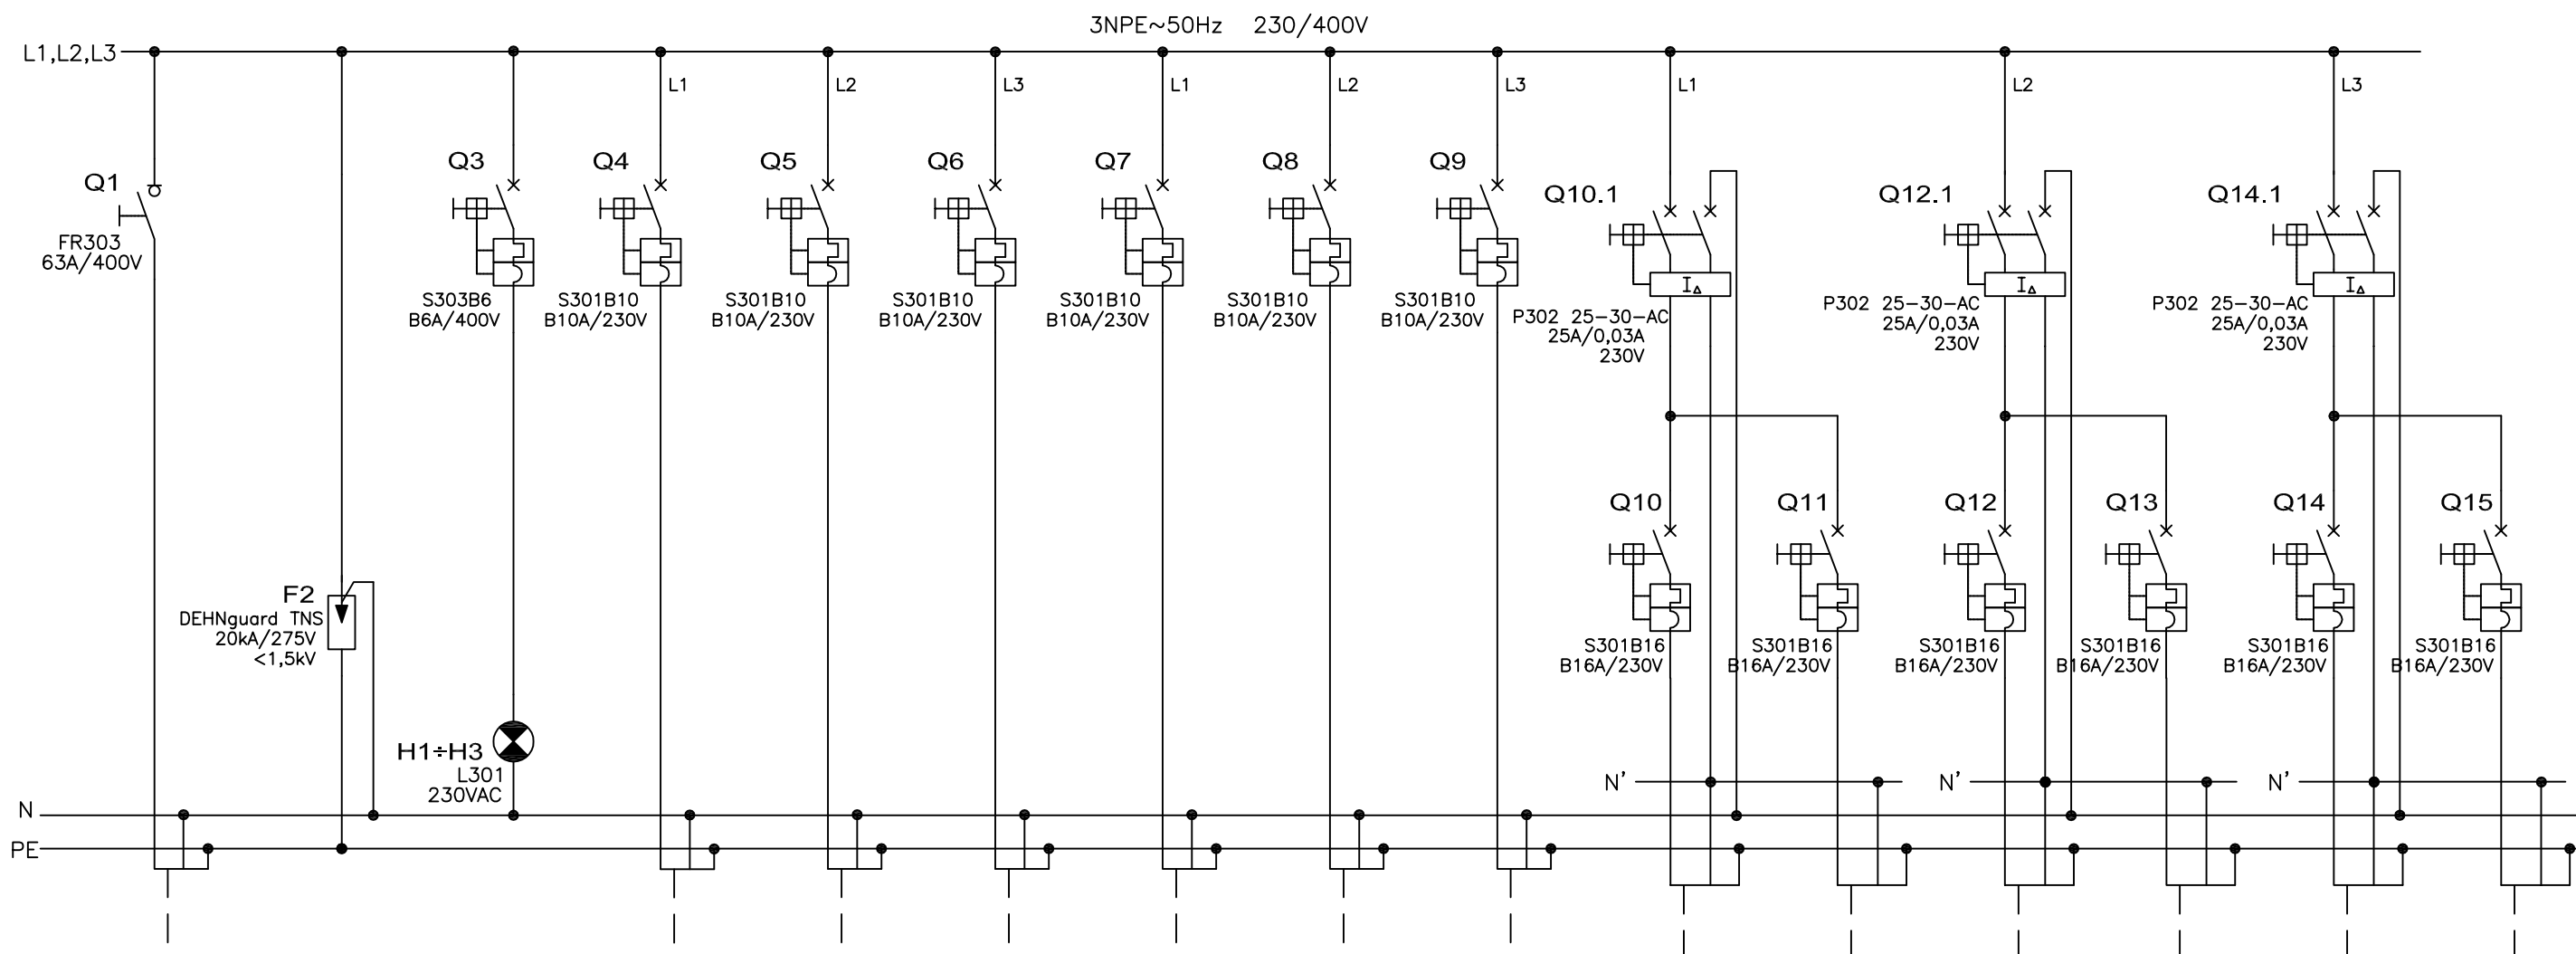 3NPE~50Hz 230/400V
L1,L2,L3
L1
L2
L3
L1
L2
L3
L1
L2
L3
Q1
FR303
63A/400V
F2
DEHNguard TNS
20kA/275V
<1,5kV
Q3
S303B6
B6A/400V
H1÷H3
L301
230VAC
Q4
S301B10
B10A/230V
Q5
S301B10
B10A/230V
Q6
S301B10
B10A/230V
Q7
S301B10
B10A/230V
Q8
S301B10
B10A/230V
Q9
S301B10
B10A/230V
Q10.1
I∆
P302 25-30-AC
25A/0,03A
230V
Q12.1
I∆
P302 25-30-AC
25A/0,03A
230V
Q14.1
I∆
P302 25-30-AC
25A/0,03A
230V
Q10
S301B16
B16A/230V
Q11
S301B16
B16A/230V
Q12
S301B16
B16A/230V
Q13
S301B16
B16A/230V
Q14
S301B16
B16A/230V
Q15
S301B16
B16A/230V
N'
N'
N'
N
PE